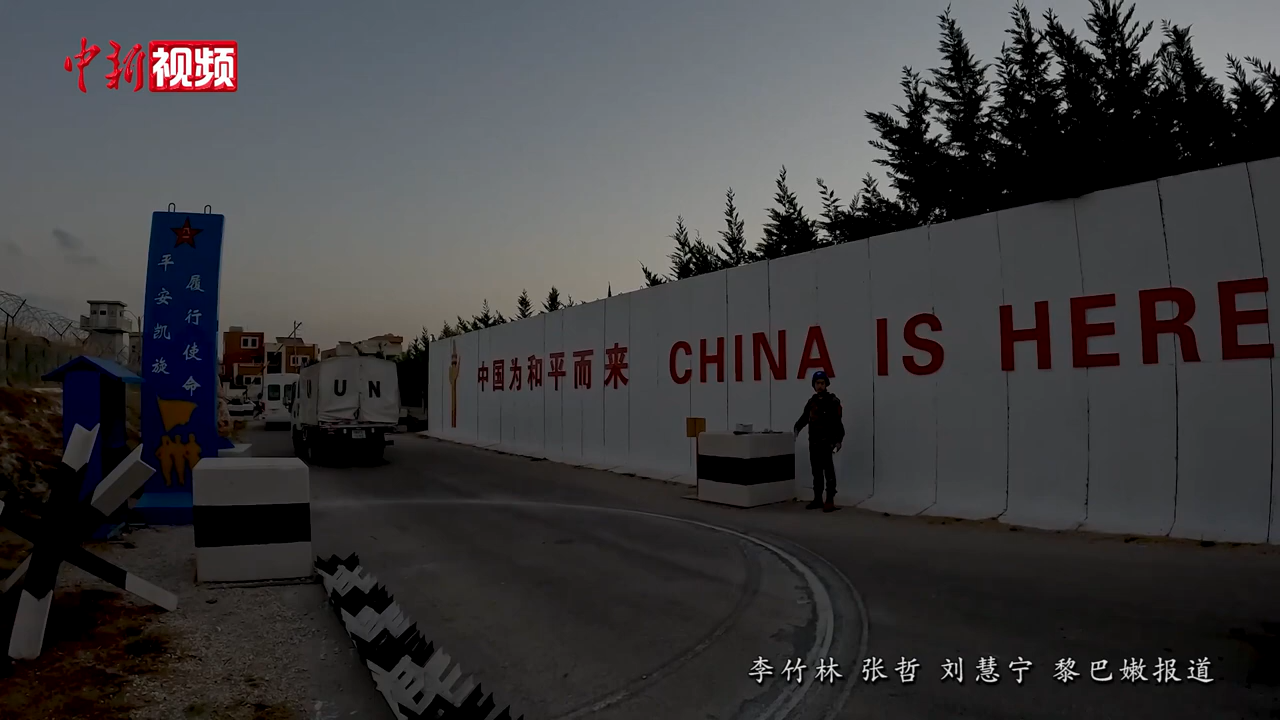 中新视频
履行使命
平安凯旋
UN
中国为和平而来 CHINA IS HERE
李竹林 张哲 刘慧宁 黎巴嫩报道